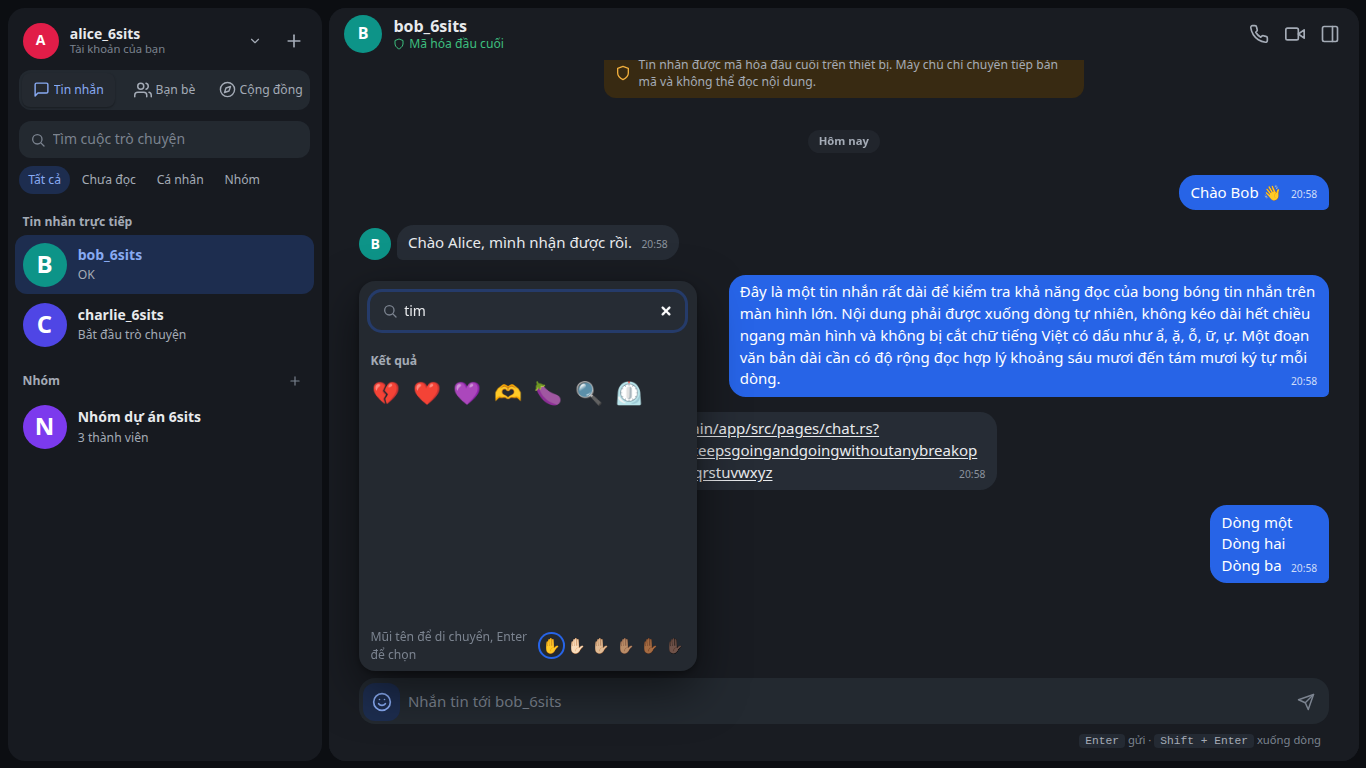 A
alice_6sits
Tài khoản của bạn
Tin nhắn
Bạn bè
Cộng đồng
Tìm cuộc trò chuyện
Tất cả
Chưa đọc
Cá nhân
Nhóm
Tin nhắn trực tiếp
B
bob_6sits
OK
C
charlie_6sits
Bắt đầu trò chuyện
Nhóm
N
Nhóm dự án 6sits
3 thành viên
B
bob_6sits
Mã hóa đầu cuối
Tin nhắn được mã hóa đầu cuối trên thiết bị. Máy chủ chỉ chuyển tiếp bản
mã và không thể đọc nội dung.
Hôm nay
Chào Bob 👋 20:58
B
Chào Alice, mình nhận được rồi. 20:58
Đây là một tin nhắn rất dài để kiểm tra khả năng đọc của bong bóng tin nhắn trên
màn hình lớn. Nội dung phải được xuống dòng tự nhiên, không kéo dài hết chiều
ngang màn hình và không bị cắt chữ tiếng Việt có dấu như ẩ, ặ, ỗ, ữ, ự. Một đoạn
văn bản dài cần có độ rộng đọc hợp lý khoảng sáu mươi đến tám mươi ký tự mỗi
dòng. 20:58
in/app/src/pages/chat.rs?
eepsgoingandgoingwithoutanybreakop
qrstuvwxyz 20:58
Dòng một
Dòng hai
Dòng ba 20:58
tim
Kết quả
Mũi tên để di chuyển, Enter
để chọn
Nhắn tin tới bob_6sits
Enter gửi · Shift + Enter xuống dòng